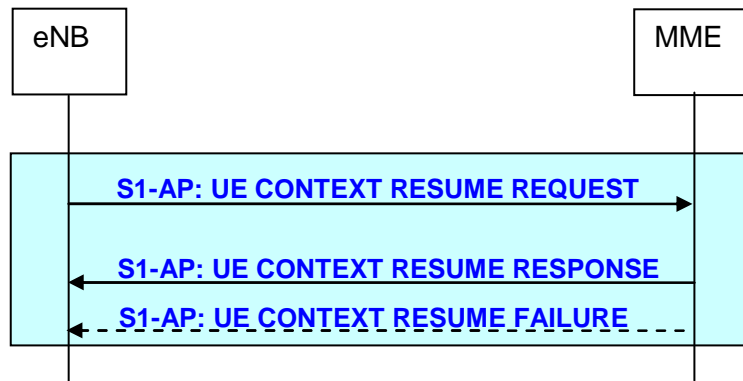 eNB
MME
S1-AP: UE CONTEXT RESUME REQUEST
S1-AP: UE CONTEXT RESUME RESPONSE
S1-AP: UE CONTEXT RESUME FAILURE